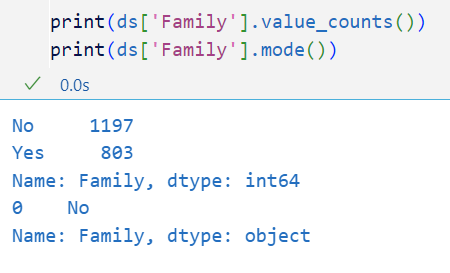 print(ds['Family'].value_counts())
print(ds['Family'].mode())
0.0s
No     1197
Yes     803
Name: Family, dtype: int64
0    No
Name: Family, dtype: object